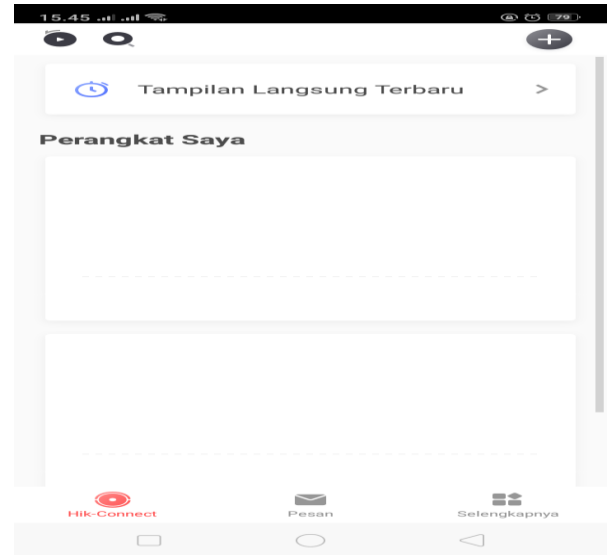 15.45
79
Tampilan Langsung Terbaru
Perangkat Saya
Hik-Connect
Pesan
Selengkapnya